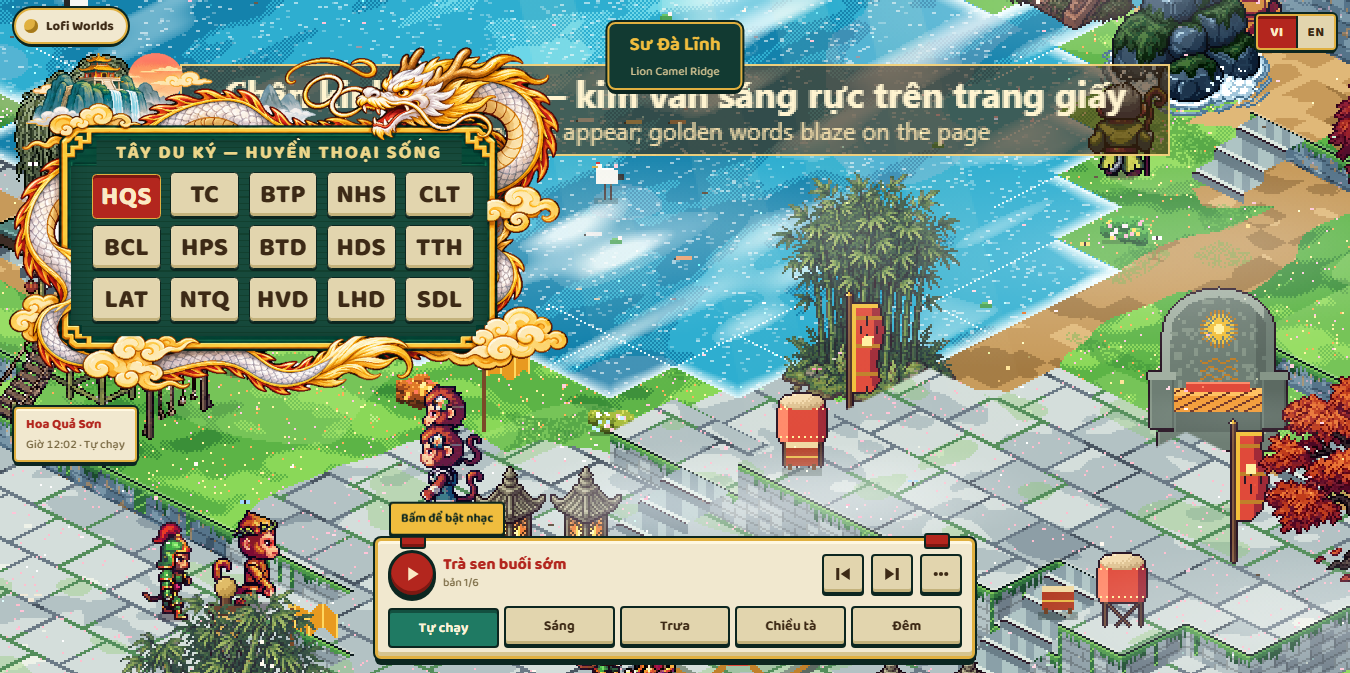 Lofi Worlds
Sư Đà Lĩnh
Lion Camel Ridge
VI
EN
– kim văn sáng rực trên trang giấy
appear; golden words blaze on the page
TÂY DU KÝ — HUYỀN THOẠI SỐNG
HQS TC BTP NHS CLT
BCL HPS BTD HDS TTH
LAT NTQ HVD LHD SDL
Hoa Quả Sơn
Giờ 12:02 · Tự chạy
Bấm để bật nhạc
Trà sen buổi sớm
bản 1/6
Tự chạy
Sáng
Trưa
Chiều tà
Đêm